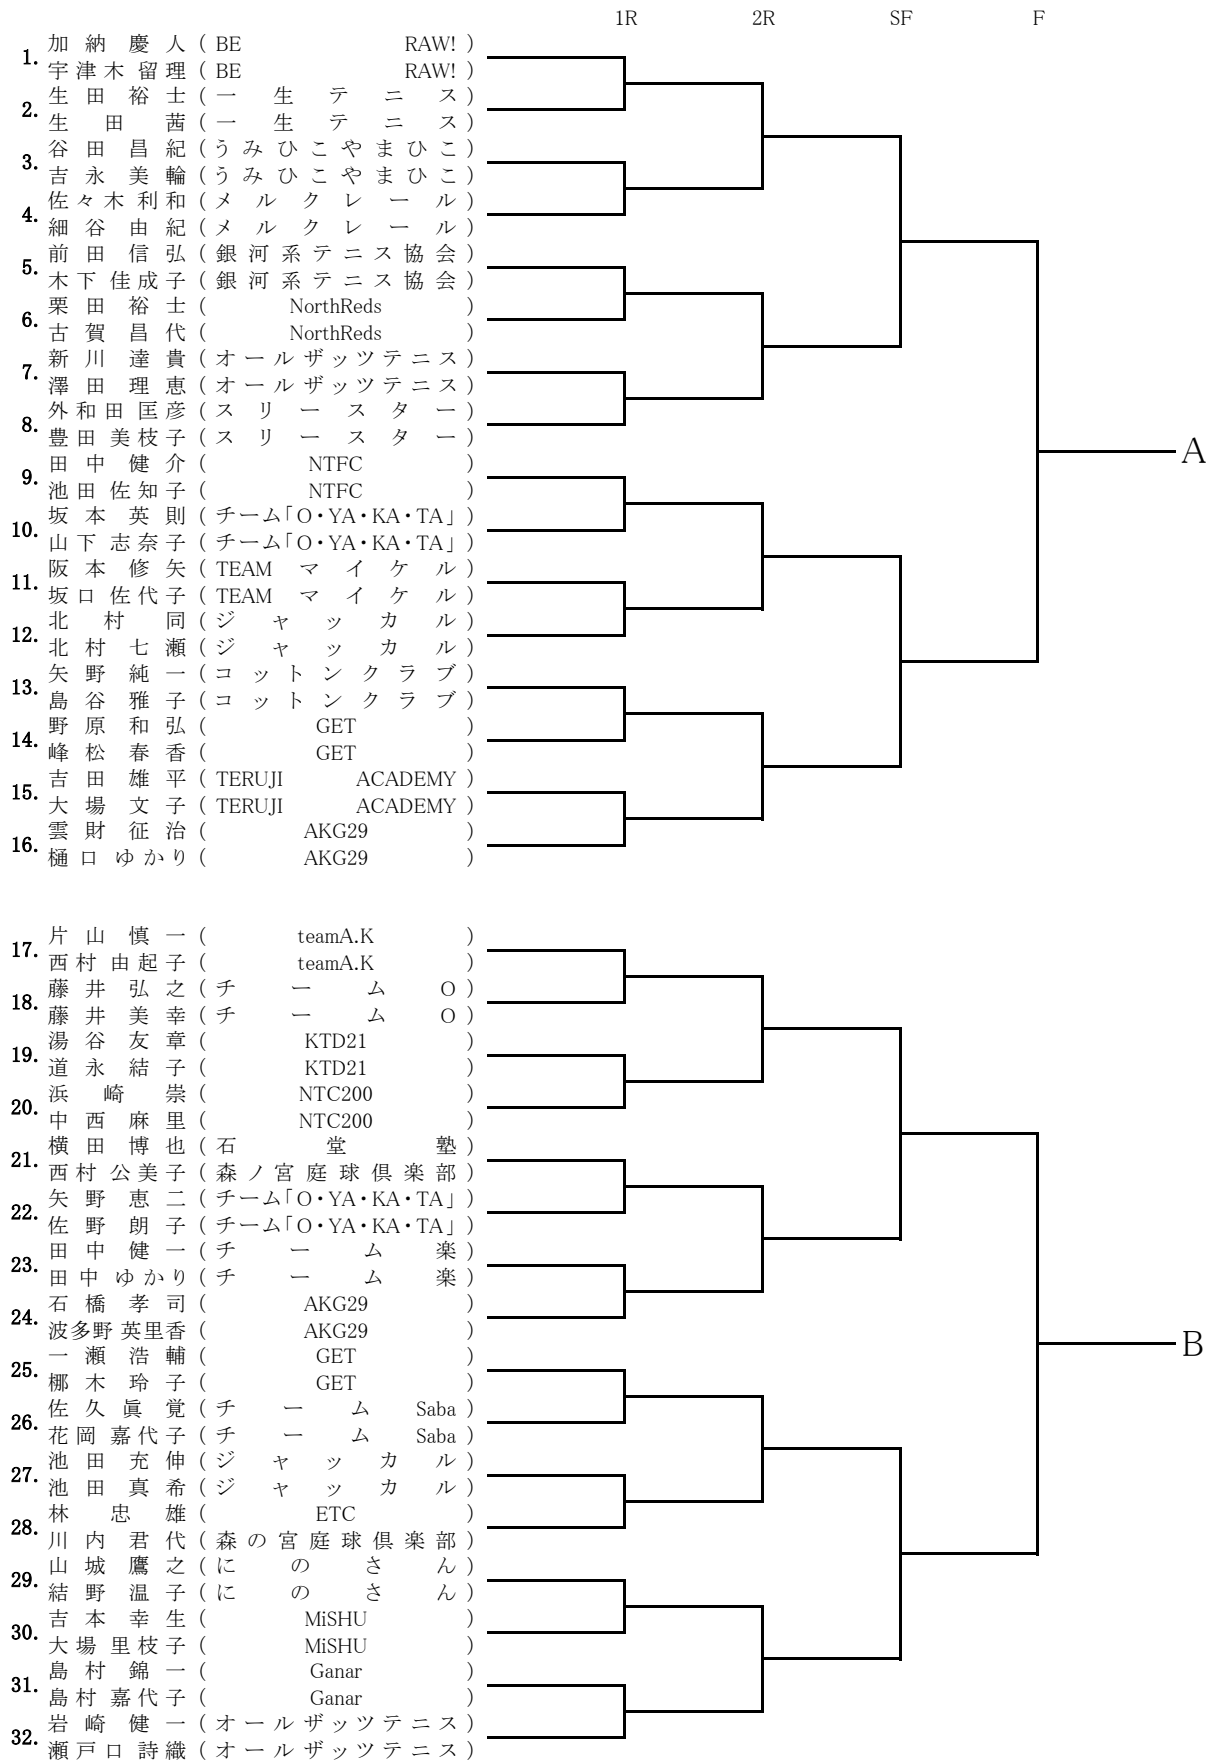 1R 2R SF F
1. 加納慶人 ( BE RAW! )
宇津木留理 ( BE RAW! )
2. 生田裕士 ( 一生テニス )
生田茜 ( 一生テニス )
3. 谷田昌紀 ( うみひこやまひこ )
吉永美輪 ( うみひこやまひこ )
4. 佐々木利和 ( メルクレール )
細谷由紀 ( メルクレール )
5. 前田信弘 ( 銀河系テニス協会 )
木下佳成子 ( 銀河系テニス協会 )
6. 栗田裕士 ( NorthReds )
古賀昌代 ( NorthReds )
7. 新川達貴 ( オールザッツテニス )
澤田理恵 ( オールザッツテニス )
8. 外和田匡彦 ( スリースター )
豊田美枝子 ( スリースター )
9. 田中健介 ( NTFC )
池田佐知子 ( NTFC )
10. 坂本英則 ( チーム「O・YA・KA・TA」 )
山下志奈子 ( チーム「O・YA・KA・TA」 )
11. 阪本修矢 ( TEAM マイケル )
坂口佐代子 ( TEAM マイケル )
12. 北村同 ( ジャッカル )
北村七瀬 ( ジャッカル )
13. 矢野純一 ( コットンクラブ )
島谷雅子 ( コットンクラブ )
14. 野原和弘 ( GET )
峰松春香 ( GET )
15. 吉田雄平 ( TERUJI ACADEMY )
大場文子 ( TERUJI ACADEMY )
16. 雲財征治 ( AKG29 )
樋口ゆかり ( AKG29 )
A
17. 片山慎一 ( teamA.K )
西村由起子 ( teamA.K )
18. 藤井弘之 ( チームO )
藤井美幸 ( チームO )
19. 湯谷友章 ( KTD21 )
道永結子 ( KTD21 )
20. 浜崎崇 ( NTC200 )
中西麻里 ( NTC200 )
21. 横田博也 ( 石堂塾 )
西村公美子 ( 森ノ宮庭球倶楽部 )
22. 矢野恵二 ( チーム「O・YA・KA・TA」 )
佐野朗子 ( チーム「O・YA・KA・TA」 )
23. 田中健一 ( チーム楽 )
田中ゆかり ( チーム楽 )
24. 石橋孝司 ( AKG29 )
波多野英里香 ( AKG29 )
25. 一瀬浩輔 ( GET )
梛木玲子 ( GET )
26. 佐久眞覚 ( チームSaba )
花岡嘉代子 ( チームSaba )
27. 池田充伸 ( ジャッカル )
池田真希 ( ジャッカル )
28. 林忠雄 ( ETC )
川内君代 ( 森の宮庭球倶楽部 )
29. 山城鷹之 ( にのさん )
結野温子 ( にのさん )
30. 吉本幸生 ( MiSHU )
大場里枝子 ( MiSHU )
31. 島村錦一 ( Ganar )
島村嘉代子 ( Ganar )
32. 岩崎健一 ( オールザッツテニス )
瀬戸口詩織 ( オールザッツテニス )
B